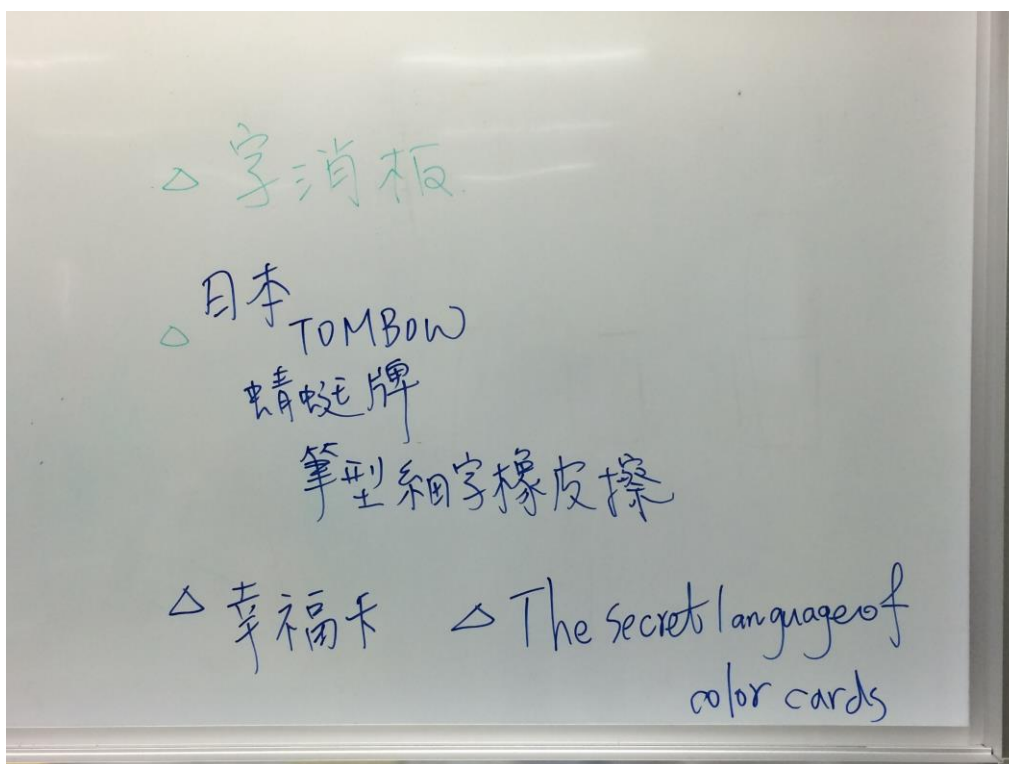 △ 字消板
△ 日本
TOMBOW
蜻蜓牌
筆型細字橡皮擦
△ 幸福卡
△ The secret language of
color cards